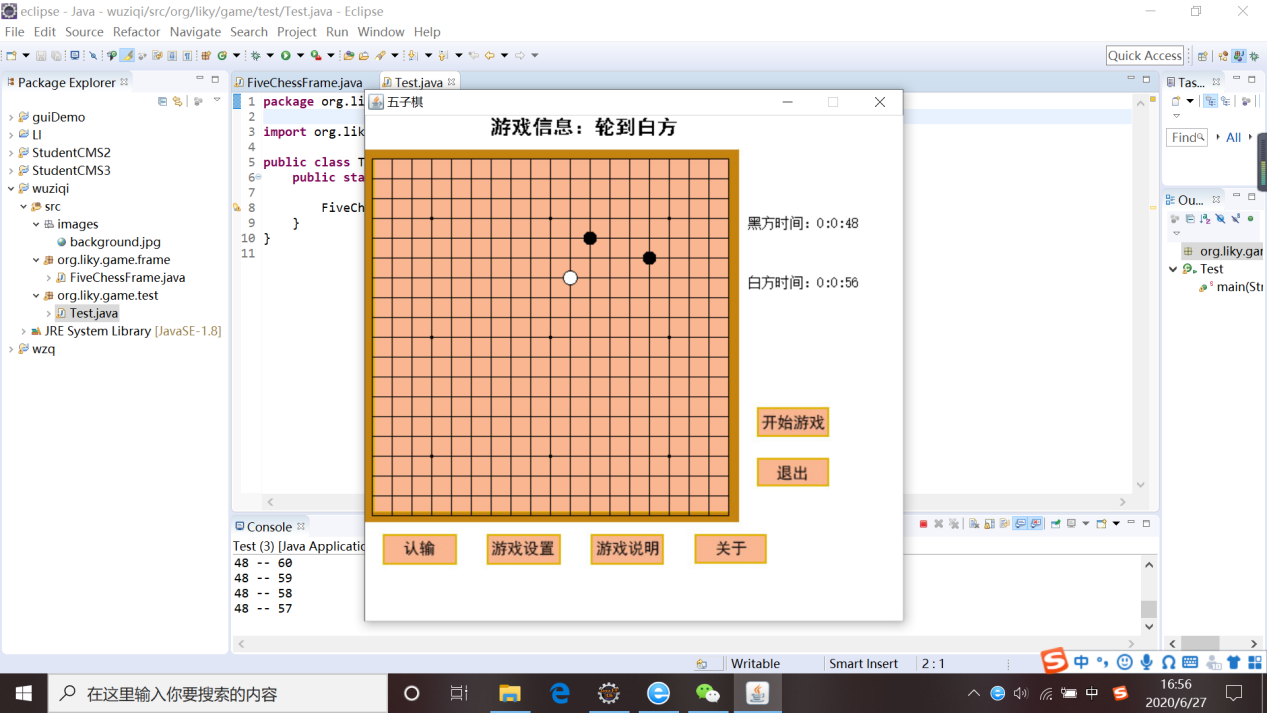 eclipse - Java - wuziqi/src/org/liky/game/test/Test.java - Eclipse
File Edit Source Refactor Navigate Search Project Run Window Help
Quick Access
Package Explorer
guiDemo
LI
StudentCMS2
StudentCMS3
wuziqi
src
images
background.jpg
org.liky.game.frame
FiveChessFrame.java
org.liky.game.test
Test.java
JRE System Library [JavaSE-1.8]
wzq
FiveChessFrame.java
Test.java
1 package org.li
2
3 import org.lik
4
5 public class T
6 public sta
7
8 FiveCh
9 }
10 }
11
五子棋
游戏信息：轮到白方
黑方时间：0:0:48
白方时间：0:0:56
开始游戏
退出
认输
游戏设置
游戏说明
关于
Tas...
Find
All
Ou...
org.liky.gar
Test
main(Str
Console
Test (3) [Java Applicatio
48 -- 60
48 -- 59
48 -- 58
48 -- 57
Writable
Smart Insert
2 : 1
中
在这里输入你要搜索的内容
中
16:56
2020/6/27